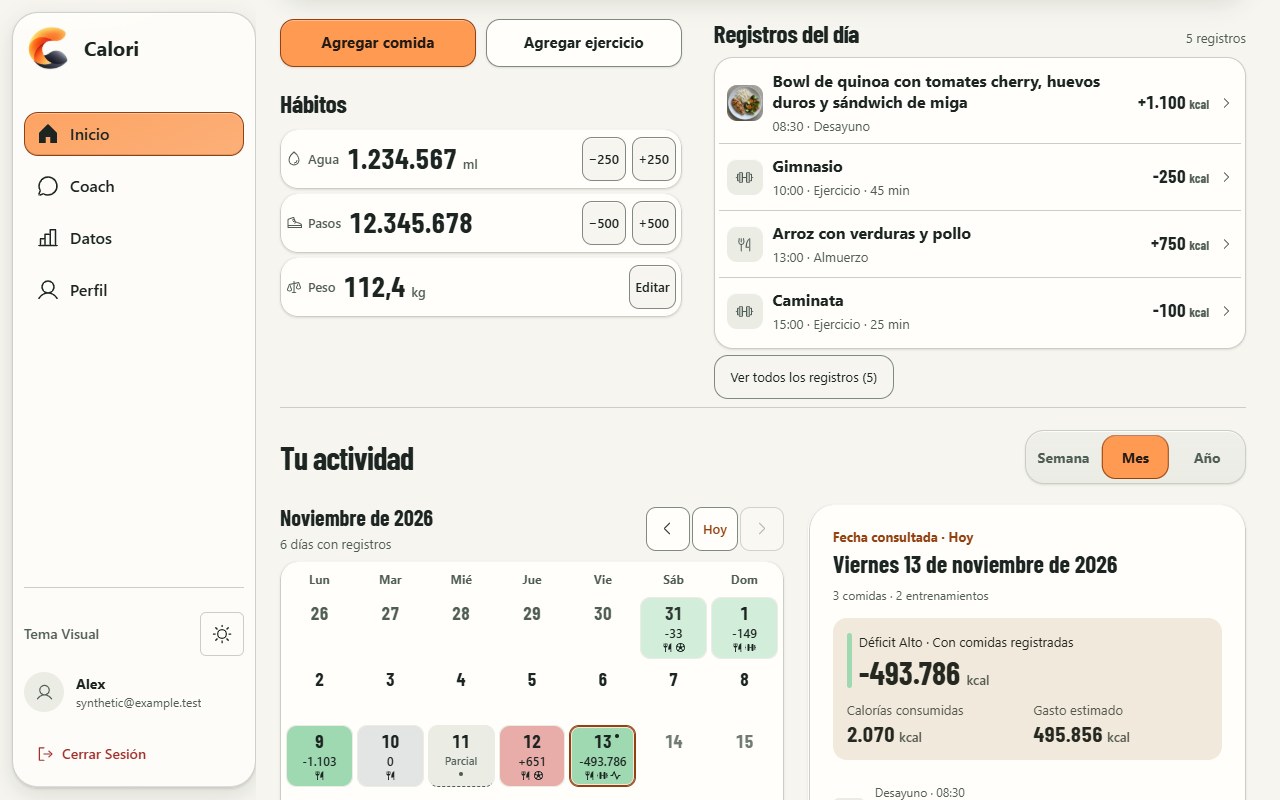 Calori
Inicio
Coach
Datos
Perfil
Tema Visual
Alex
synthetic@example.test
Cerrar Sesión
Agregar comida
Agregar ejercicio
Hábitos
Agua 1.234.567 ml
−250
+250
Pasos 12.345.678
−500
+500
Peso 112,4 kg
Editar
Registros del día
5 registros
Bowl de quinoa con tomates cherry, huevos
duros y sándwich de miga
08:30 · Desayuno
+1.100 kcal
Gimnasio
10:00 · Ejercicio · 45 min
-250 kcal
Arroz con verduras y pollo
13:00 · Almuerzo
+750 kcal
Caminata
15:00 · Ejercicio · 25 min
-100 kcal
Ver todos los registros (5)
Tu actividad
Semana
Mes
Año
Noviembre de 2026
6 días con registros
Hoy
Lun Mar Mié Jue Vie Sáb Dom
26 27 28 29 30 31 1
-33 -149
2 3 4 5 6 7 8
9 10 11 12 13 14 15
-1.103 0 Parcial +651 -493.786
Fecha consultada · Hoy
Viernes 13 de noviembre de 2026
3 comidas · 2 entrenamientos
Déficit Alto · Con comidas registradas
-493.786 kcal
Calorías consumidas
2.070 kcal
Gasto estimado
495.856 kcal
Desayuno · 08:30